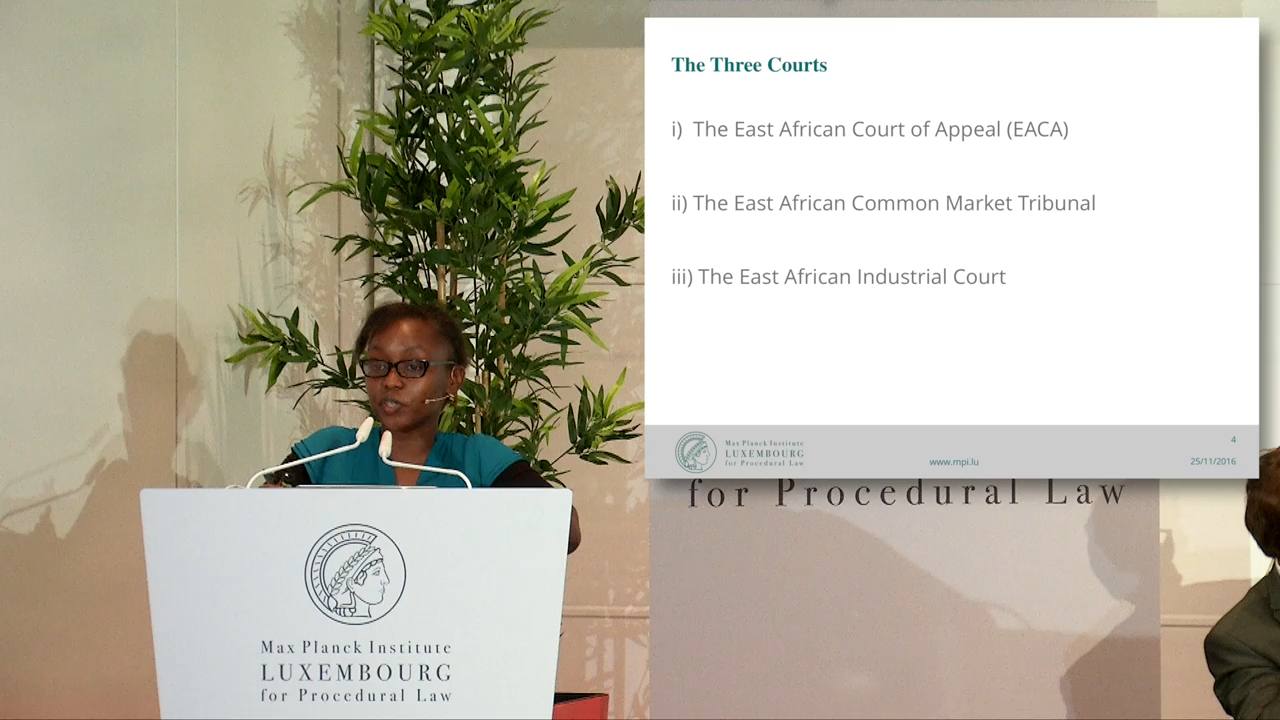 The Three Courts
i) The East African Court of Appeal (EACA)
ii) The East African Common Market Tribunal
iii) The East African Industrial Court
Max Planck Institute
LUXEMBOURG
for Procedural Law
www.mpi.lu
4
25/11/2016
for Procedural Law
Max Planck Institute
LUXEMBOURG
for Procedural Law